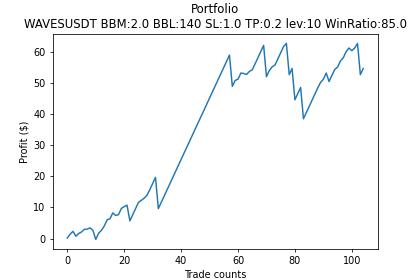 Portfolio
WAVESUSDT BBM:2.0 BBL:140 SL:1.0 TP:0.2 lev:10 WinRatio:85.0
60
50
40
30
20
10
0
Profit ($)
0 20 40 60 80 100
Trade counts